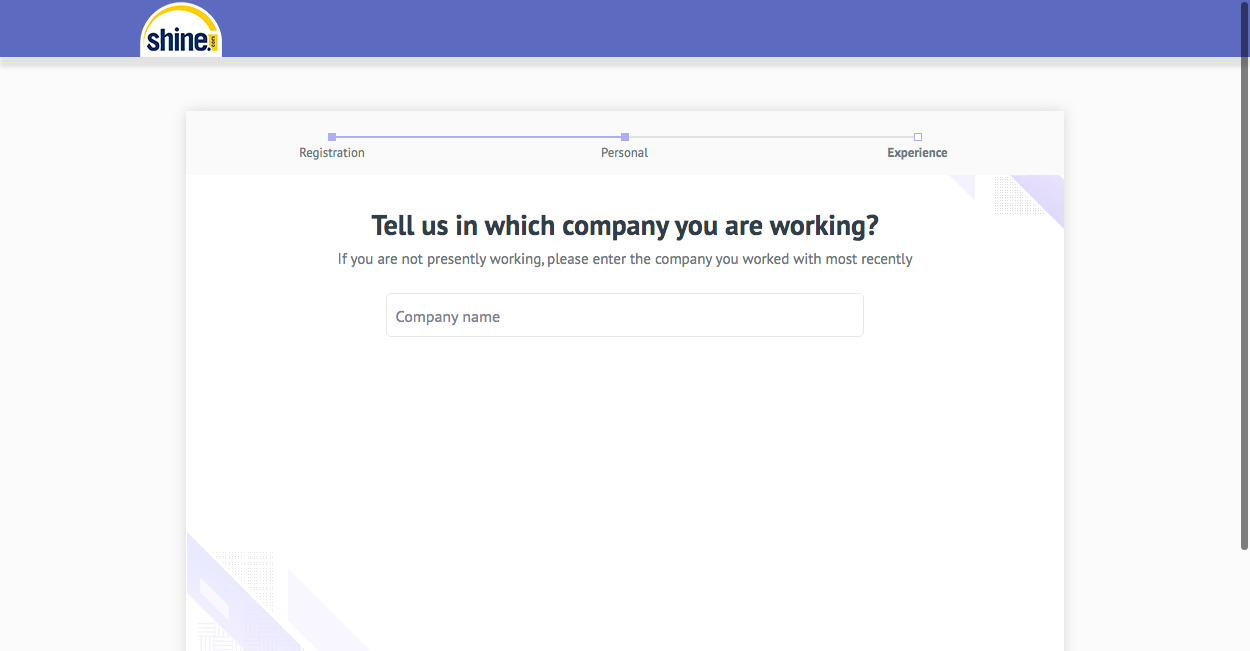 shine.com
Registration
Personal
Experience
Tell us in which company you are working?
If you are not presently working, please enter the company you worked with most recently
Company name